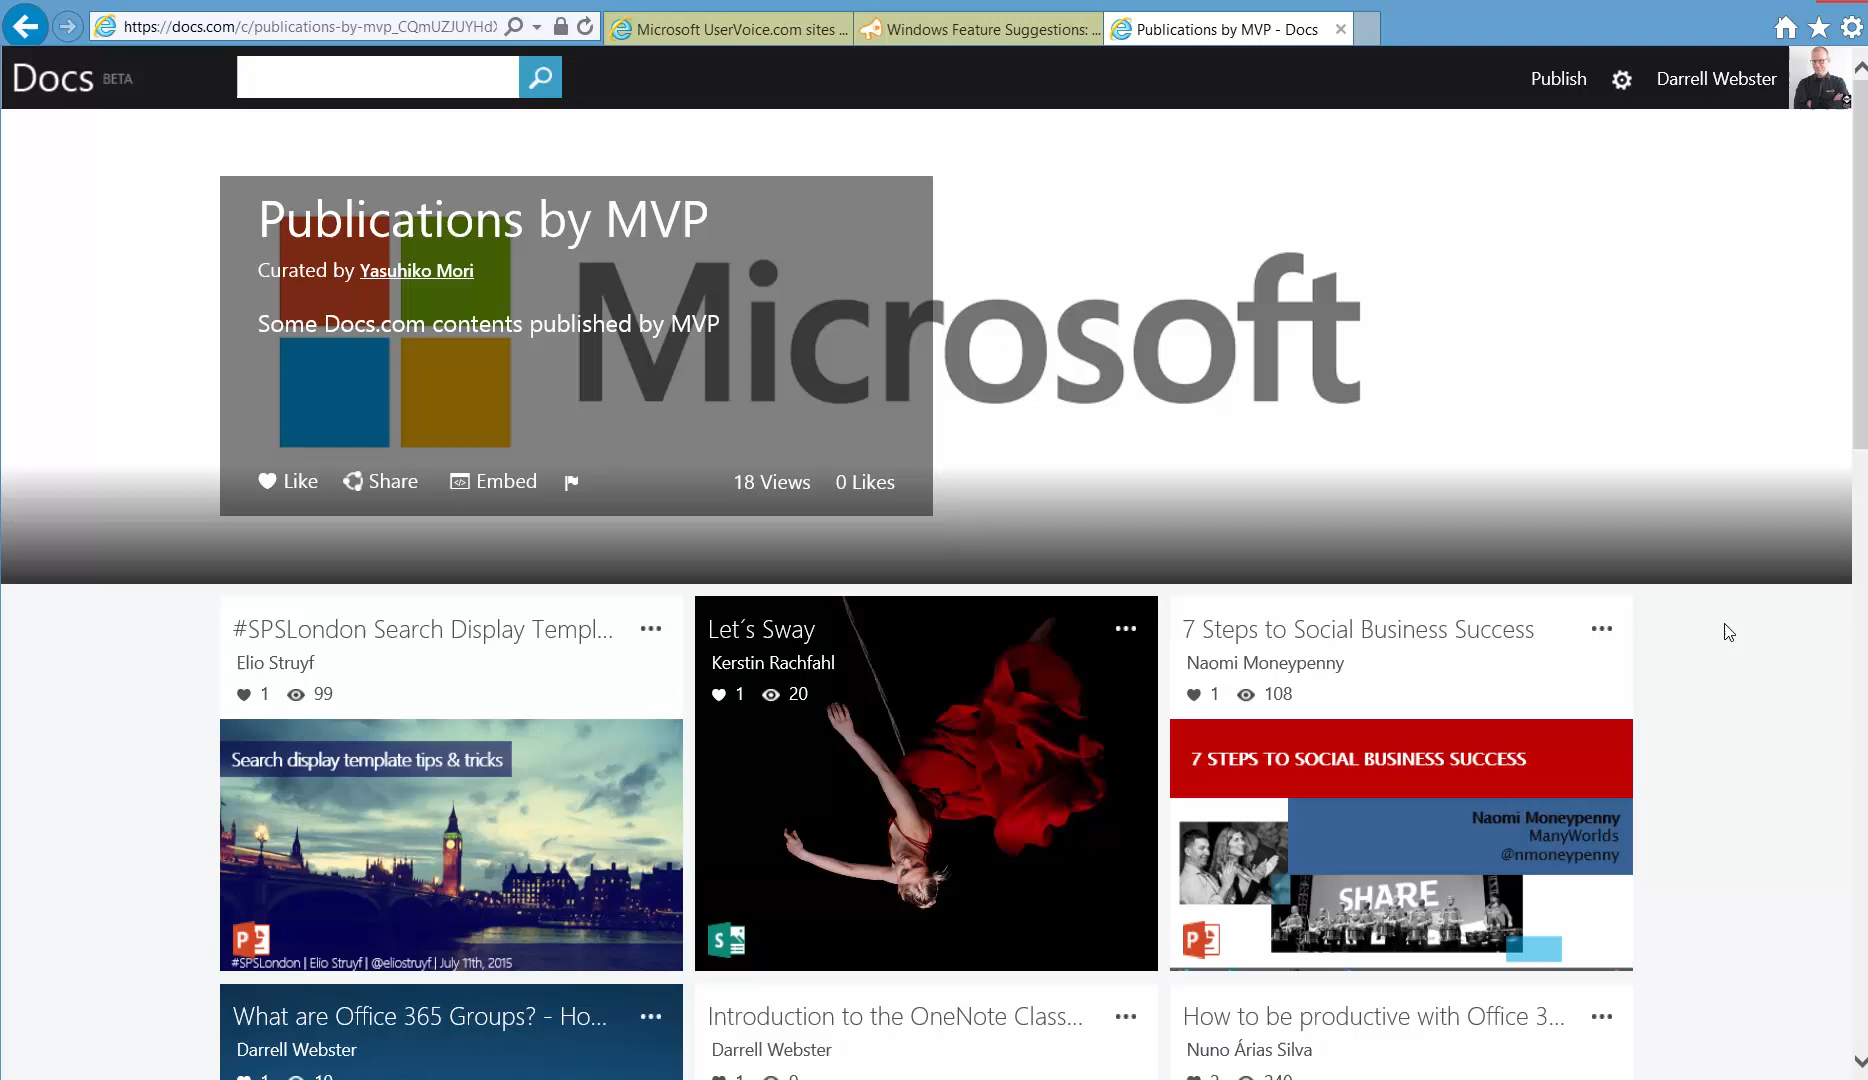 https://docs.com/c/publications-by-mvp_CQmUZJUYHdX
Microsoft UserVoice.com sites ...
Windows Feature Suggestions: ...
Publications by MVP - Docs
Docs BETA
Publish
Darrell Webster
Publications by MVP
Curated by Yasuhiko Mori
Some Docs.com contents published by MVP
Microsoft
Like Share Embed 18 Views 0 Likes
#SPSLondon Search Display Templ...
Elio Struyf
1 99
Search display template tips & tricks
#SPSLondon | Elio Struyf | @eliostruyf | July 11th, 2015
Let´s Sway
Kerstin Rachfahl
1 20
7 Steps to Social Business Success
Naomi Moneypenny
1 108
7 STEPS TO SOCIAL BUSINESS SUCCESS
Naomi Moneypenny
ManyWorlds
@nmoneypenny
SHARE
What are Office 365 Groups? - Ho...
Darrell Webster
Introduction to the OneNote Class...
Darrell Webster
How to be productive with Office 3...
Nuno Árias Silva